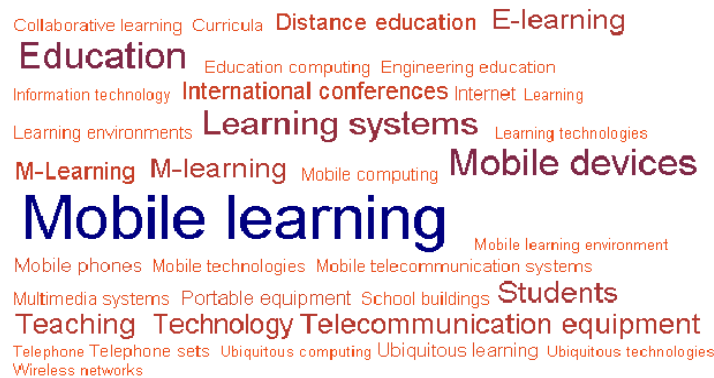 Collaborative learning Curricula Distance education E-learning
Education Education computing Engineering education
Information technology International conferences Internet Learning
Learning environments Learning systems Learning technologies
M-Learning M-learning Mobile computing Mobile devices
Mobile learning Mobile learning environment
Mobile phones Mobile technologies Mobile telecommunication systems
Multimedia systems Portable equipment School buildings Students
Teaching Technology Telecommunication equipment
Telephone Telephone sets Ubiquitous computing Ubiquitous learning Ubiquitous technologies
Wireless networks